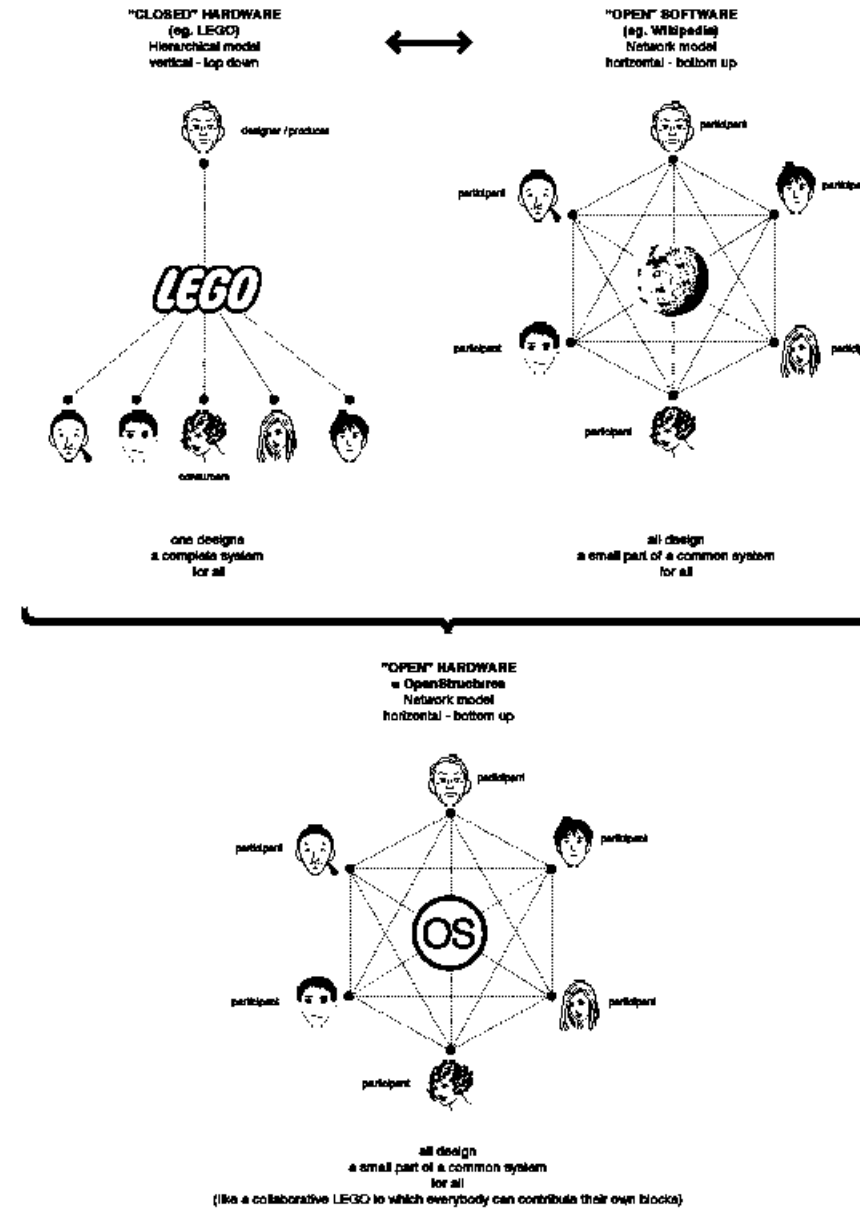 "CLOSED" HARDWARE
(eg. LEGO)
Hierarchical model
vertical - top down
"OPEN" SOFTWARE
(eg. Wikipedia)
Network model
horizontal - bottom up
designer / producer
LEGO
consumers
participant
participant
participant
participant
particip
participant
one designs
a complete system
for all
all design
a small part of a common system
for all
"OPEN" HARDWARE
= OpenStructures
Network model
horizontal - bottom up
participant
participant
participant
OS
participant
participant
participant
all design
a small part of a common system
for all
(like a collaborative LEGO to which everybody can contribute their own blocks)